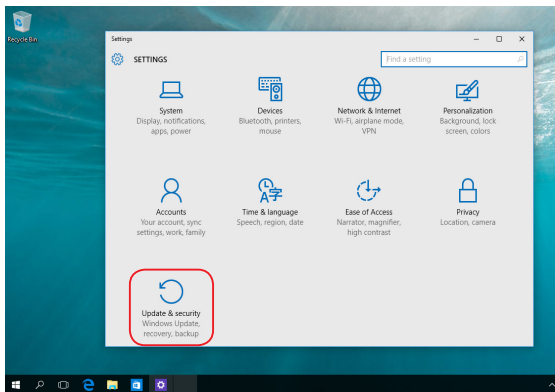 Recycle Bin
Settings
SETTINGS
Find a setting
System
Display, notifications,
apps, power
Devices
Bluetooth, printers,
mouse
Network & Internet
Wi-Fi, airplane mode,
VPN
Personalization
Background, lock
screen, colors
Accounts
Your account, sync
settings, work, family
Time & language
Speech, region, date
Ease of Access
Narrator, magnifier,
high contrast
Privacy
Location, camera
Update & security
Windows Update,
recovery, backup